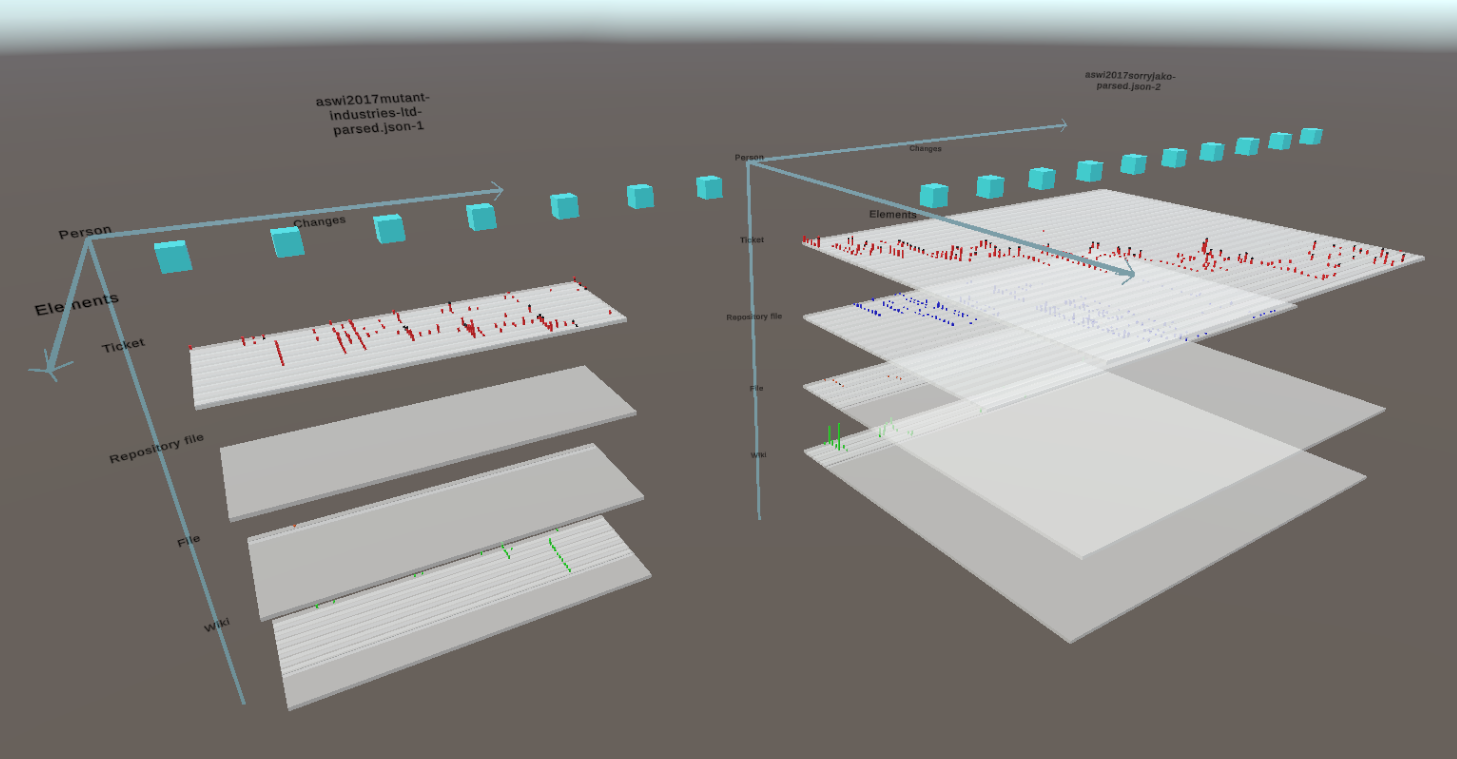 aswi2017mutant-
industries-ltd-
parsed.json-1
Person
Changes
Elements
Ticket
Repository file
File
Wiki
aswi2017sorryjako-
parsed.json-2
Person
Changes
Elements
Ticket
Repository file
File
Wiki